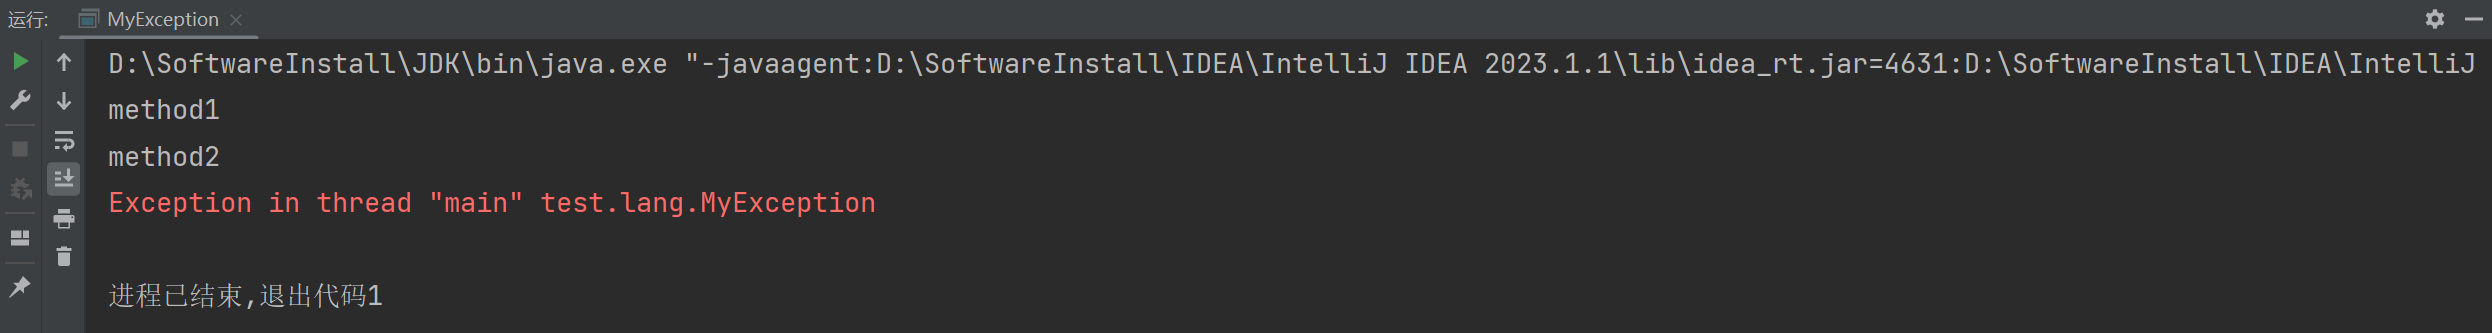 运行: MyException
D:\SoftwareInstall\JDK\bin\java.exe "-javaagent:D:\SoftwareInstall\IDEA\IntelliJ IDEA 2023.1.1\lib\idea_rt.jar=4631:D:\SoftwareInstall\IDEA\IntelliJ
method1
method2
Exception in thread "main" test.lang.MyException
进程已结束,退出代码1